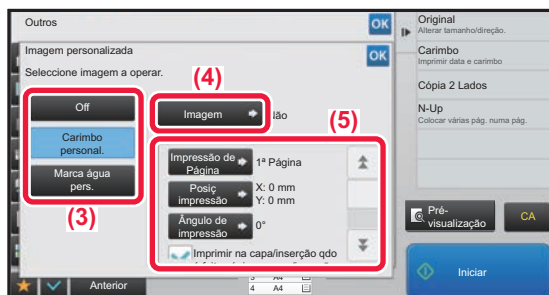 Outros
OK
Imagem personalizada
OK
Seleccione imagem a operar.
(4)
Off
Imagem
(5)
Carimbo
personal.
Marca água
pers.
(3)
Impressão de
Página
1ª Página
Posiç
impressão
X: 0 mm
Y: 0 mm
Ângulo de
impressão
0°
Imprimir na capa/inserção qdo
Anterior
A4
4 A4
Original
Alterar tamanho/direção.
Carimbo
Imprimir data e carimbo
Cópia 2 Lados
N-Up
Colocar várias pág. numa pág.
Pré-
visualização
CA
Iniciar